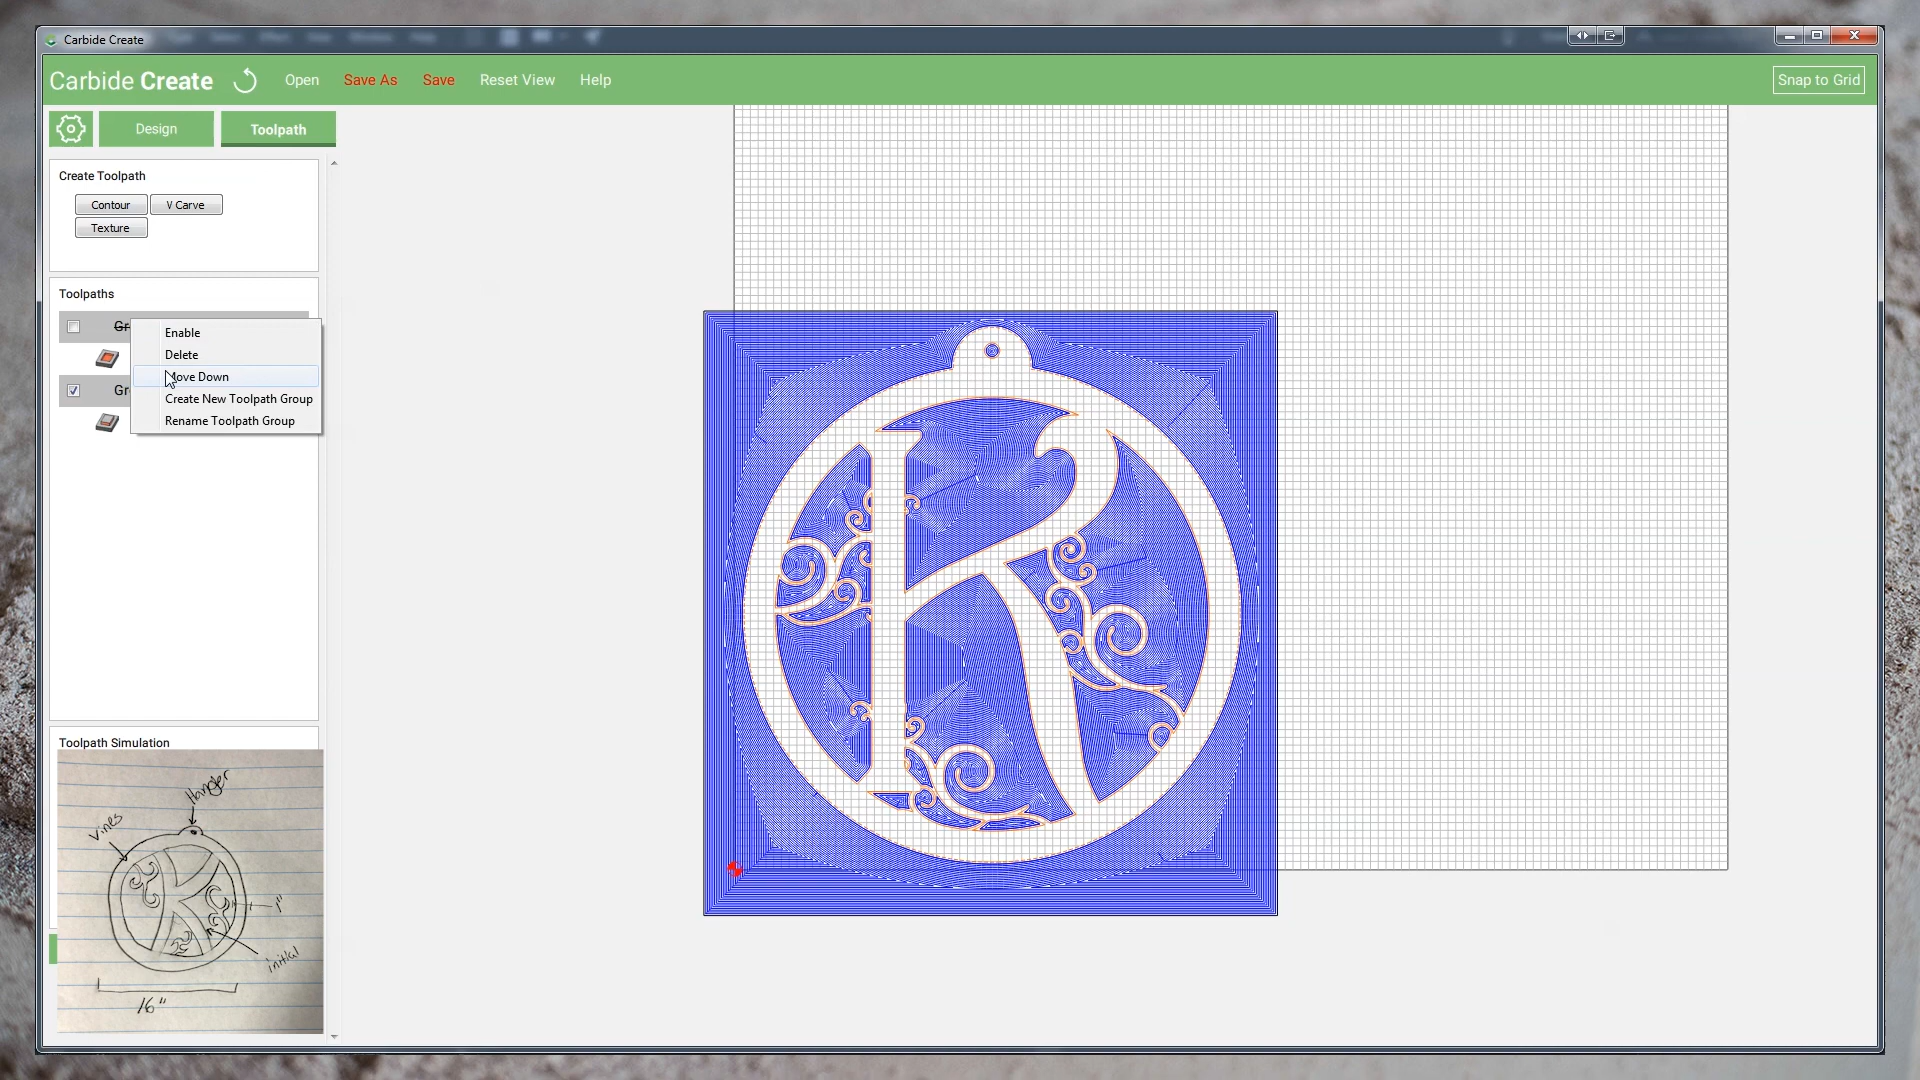 Carbide Create
Carbide Create Open Save As Save Reset View Help Snap to Grid
Design Toolpath
Create Toolpath
Contour V Carve
Texture
Toolpaths
Gr
Enable
Delete
Move Down
Gr
Create New Toolpath Group
Rename Toolpath Group
Toolpath Simulation
Hanger
Vines
1"
initial
16"